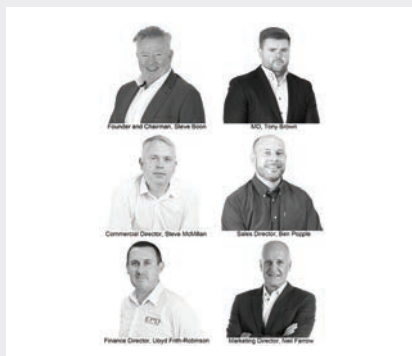 Founder and Chairman, Steve Boon
MD, Tony Brown
Commercial Director, Steve McMillan
Sales Director, Ben Popple
Finance Director, Lloyd Frith-Robinson
Marketing Director, Neil Farrow